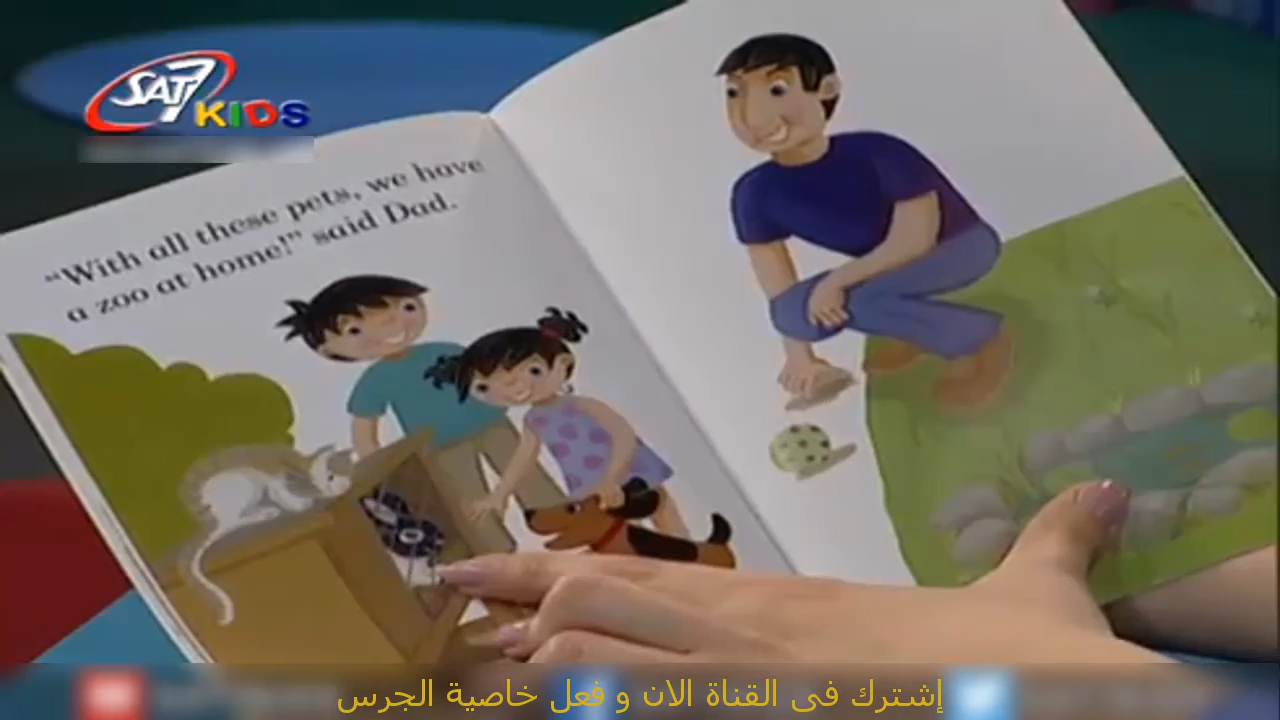 SAT7
KIDS
“With all these pets, we have
a zoo at home!” said Dad.
إشترك فى القناة الان و فعل خاصية الجرس